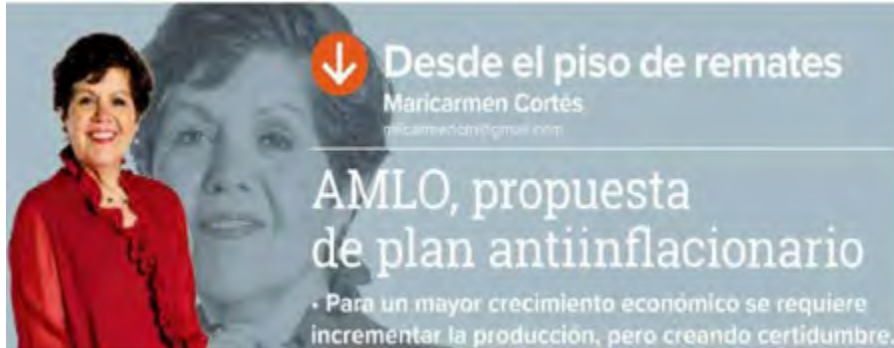 Desde el piso de remates
Maricarmen Cortés
AMLO, propuesta
de plan antiinflacionario
• Para un mayor crecimiento económico se requiere
incrementar la producción, pero creando certidumbre.